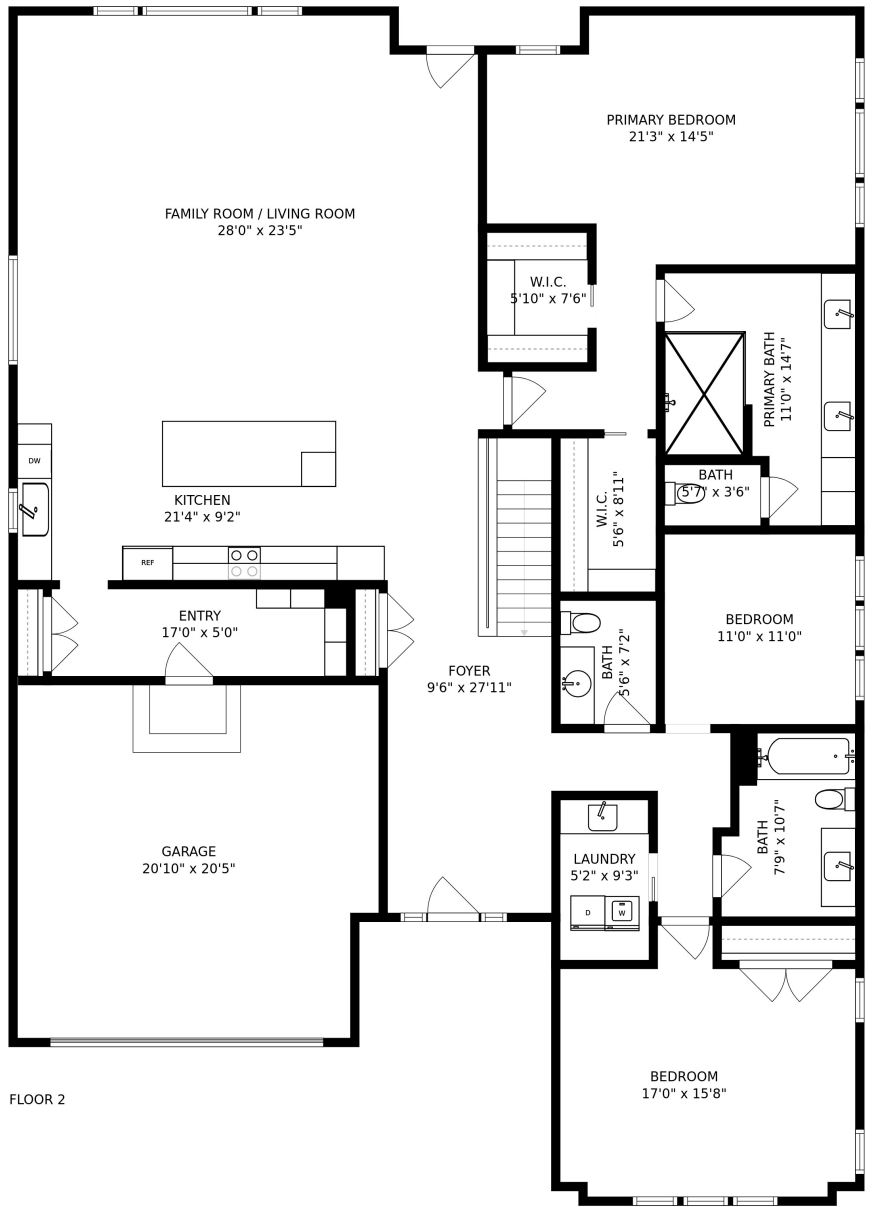 PRIMARY BEDROOM
21'3" x 14'5"
FAMILY ROOM / LIVING ROOM
28'0" x 23'5"
W.I.C.
5'10" x 7'6"
PRIMARY BATH
11'0" x 14'7"
DW
KITCHEN
21'4" x 9'2"
BATH
5'7" x 3'6"
W.I.C.
5'6" x 8'11"
REF
ENTRY
17'0" x 5'0"
BEDROOM
11'0" x 11'0"
BATH
5'6" x 7'2"
FOYER
9'6" x 27'11"
GARAGE
20'10" x 20'5"
LAUNDRY
5'2" x 9'3"
D
W
BATH
7'9" x 10'7"
BEDROOM
17'0" x 15'8"
FLOOR 2